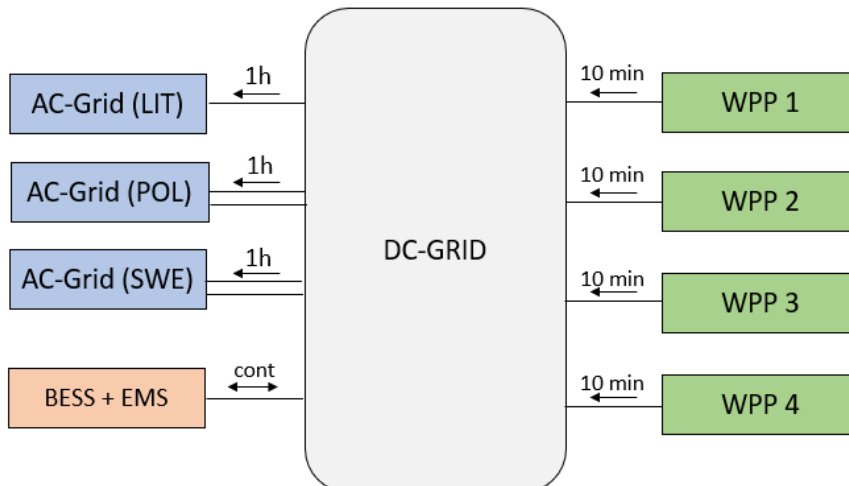 1h
AC-Grid (LIT)
1h
AC-Grid (POL)
1h
AC-Grid (SWE)
cont
BESS + EMS
DC-GRID
10 min
WPP 1
10 min
WPP 2
10 min
WPP 3
10 min
WPP 4